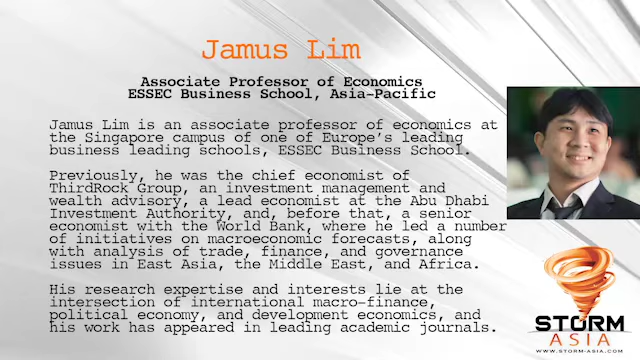 Jamus Lim
Associate Professor of Economics
ESSEC Business School, Asia-Pacific
Jamus Lim is an associate professor of economics at
the Singapore campus of one of Europe's leading
business leading schools, ESSEC Business School.
Previously, he was the chief economist of
ThirdRock Group, an investment management and
wealth advisory, a lead economist at the Abu Dhabi
Investment Authority, and, before that, a senior
economist with the World Bank, where he led a number
of initiatives on macroeconomic forecasts, along
with analysis of trade, finance, and governance
issues in East Asia, the Middle East, and Africa.
His research expertise and interests lie at the
intersection of international macro-finance,
political economy, and development economics, and
his work has appeared in leading academic journals.
STORM
ASIA
WWW.STORM-ASIA.COM